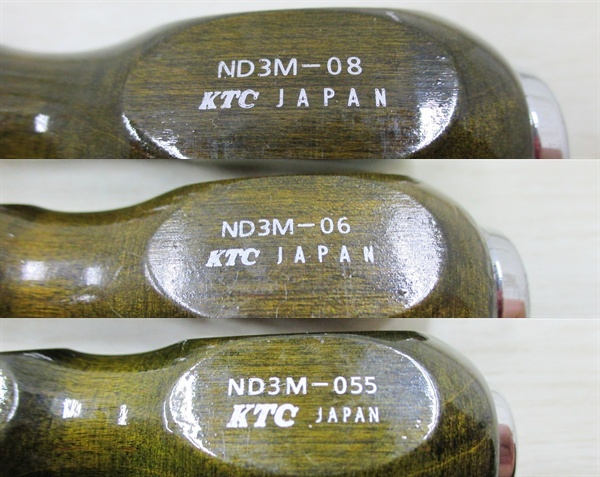 ND3M-08
KTC JAPAN
ND3M-06
KTC JAPAN
ND3M-055
KTC JAPAN